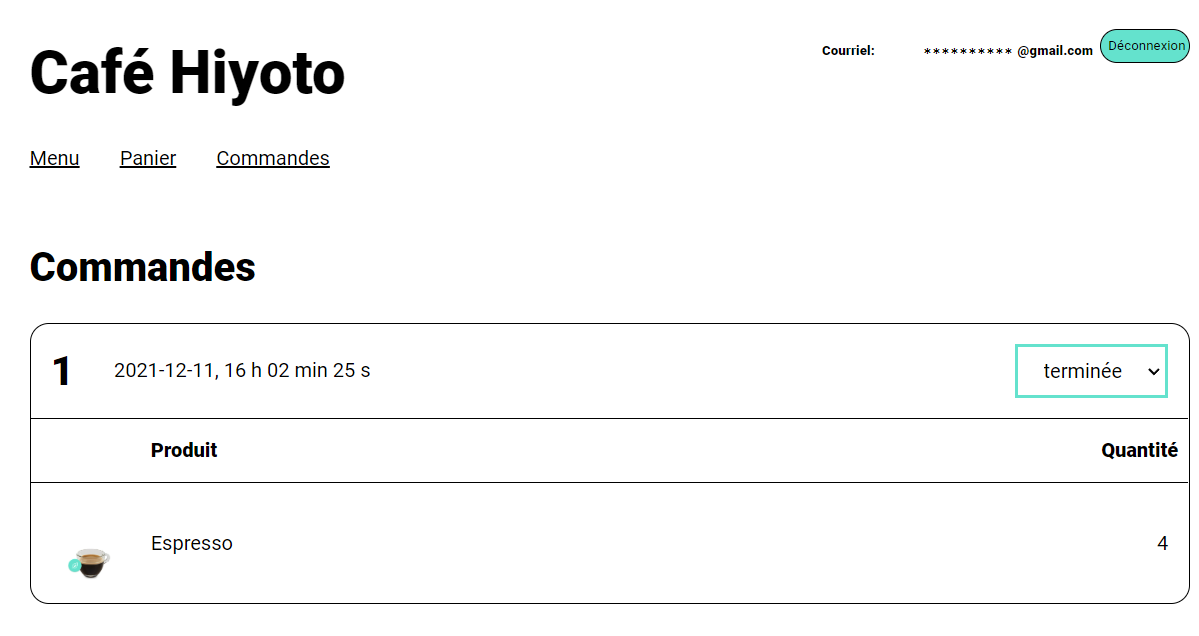 Café Hiyoto
Courriel: ********** @gmail.com Déconnexion
Menu Panier Commandes
Commandes
1 2021-12-11, 16 h 02 min 25 s terminée
Produit Quantité
Espresso 4